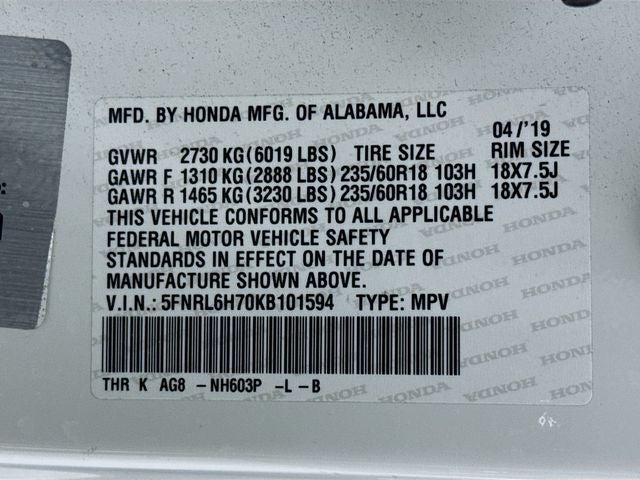 MFD. BY HONDA MFG. OF ALABAMA, LLC
04/'19
GVWR 2730 KG (6019 LBS) TIRE SIZE RIM SIZE
GAWR F 1310 KG (2888 LBS) 235/60R18 103H 18X7.5J
GAWR R 1465 KG (3230 LBS) 235/60R18 103H 18X7.5J
THIS VEHICLE CONFORMS TO ALL APPLICABLE
FEDERAL MOTOR VEHICLE SAFETY
STANDARDS IN EFFECT ON THE DATE OF
MANUFACTURE SHOWN ABOVE.
V.I.N.: 5FNRL6H70KB101594 TYPE: MPV
THR K AG8 -NH603P -L -B